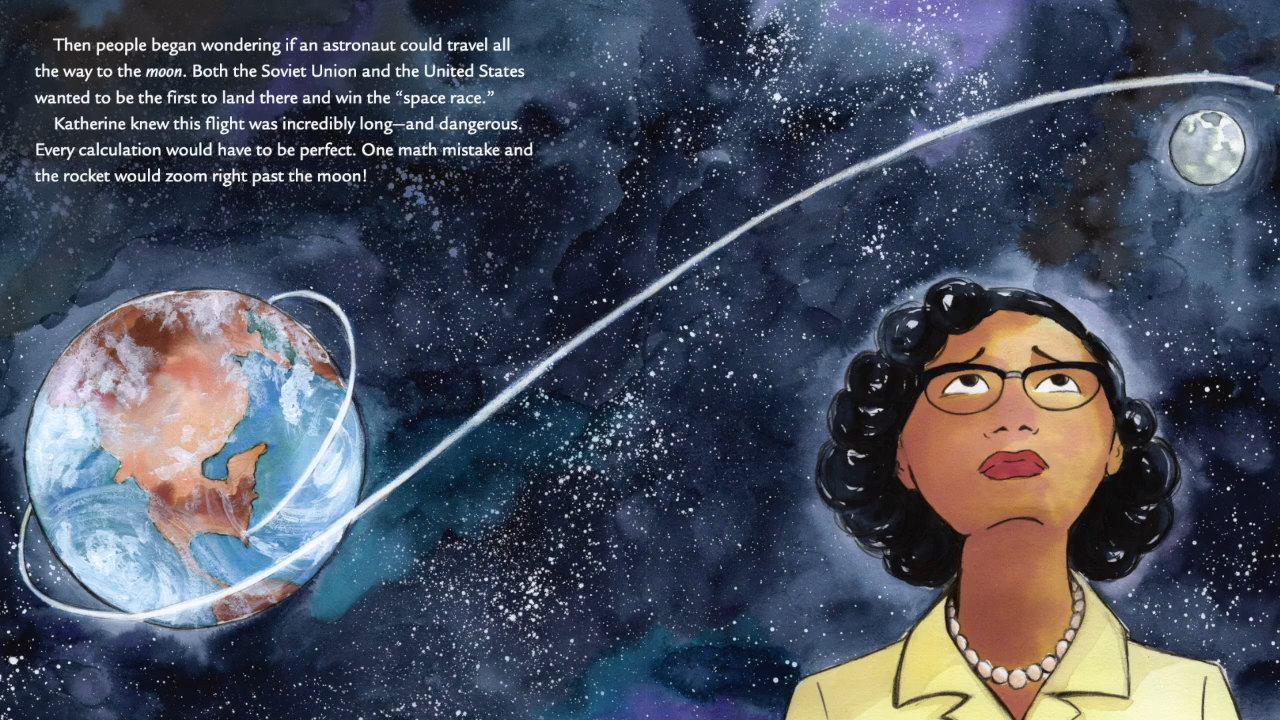 Then people began wondering if an astronaut could travel all
the way to the moon. Both the Soviet Union and the United States
wanted to be the first to land there and win the “space race.”
Katherine knew this flight was incredibly long—and dangerous.
Every calculation would have to be perfect. One math mistake and
the rocket would zoom right past the moon!